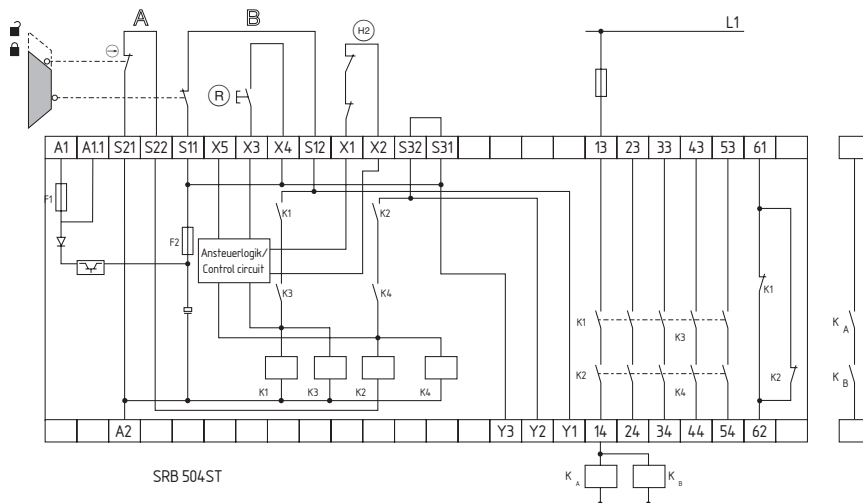 A B H2 L1
R
A1 A1.1 S21 S22 S11 X5 X3 X4 S12 X1 X2 S32 S31 13 23 33 43 53 61
F1
K1 K2
F2
Ansteuerlogik/
Control circuit
K1
K3 K4
K1 K3
K A
K1 K3 K2 K4
K2 K4 K2
K B
A2 Y3 Y2 Y1 14 24 34 44 54 62
SRB 504ST
K A K B